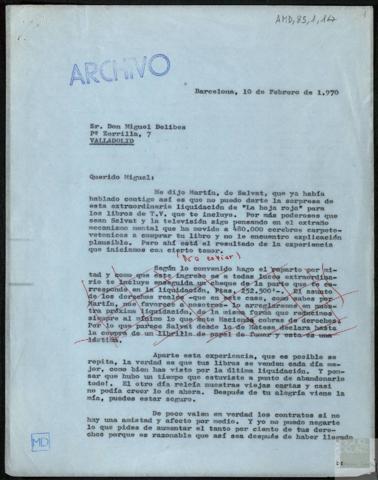 AMD,85,1,147
ARCHIVO
Barcelona, 10 de Febrero de 1.970
Sr. Don Miguel Delibes
Pº Zorrilla, 7
VALLADOLID
Querido Miguel:
Me dijo Martín, de Salvat, que ya había
hablado contigo así es que no puedo darte la sorpresa de
esta extraordinaria liquidación de "La hoja roja" para
los libros de T.V. que te incluyo. Por más poderosos que
sean Salvat y la televisión sigo pensando en el extraño
mecanismo mental que ha movido a 480.000 cerebros carpeto-
vetónicos a comprar tu libro y no le encuentro explicación
plausible. Pero ahí está el resultado de la experiencia
que iniciamos con cierto temor.
Según lo convenido hago el reparto por mi-
tad y como que este ingreso es a todas luces extraordinario
te incluyo enseguida un cheque de la parte que te co-
rresponde en la liquidación, Ptas. 252.500'-. El asunto
de los derechos reales -que en este caso, como sabes por
Martín, nos favorece a nosotros- lo arreglaremos en nues-
tra próxima liquidación, de la misma forma que reducimos
siempre al mínimo lo que ante Hacienda cobras de derechos.
Por lo que parece Salvat desde lo de Matesa declara hasta
la compra de un librillo de papel de fumar y esto es una
lástima.
Aparte esta experiencia, que es posible se
repita, la verdad es que tus libros se venden cada día me-
jor, como bien has visto por la última liquidación. Y pen-
sar que hubo un tiempo que estuviste a punto de abandonarlo
todo!. El otro día releía nuestras viejas cartas y casi
no podía creer lo de ahora. Después de tu alegría viene la
mía, puedes estar seguro.
De poco valen en verdad los contratos si no
hay una amistad y afecto por medio. Y yo no puedo negarte
lo que pides de aumentar el tanto por ciento de tus dere-
chos porque es razonable que así sea después de haber llegado
MD